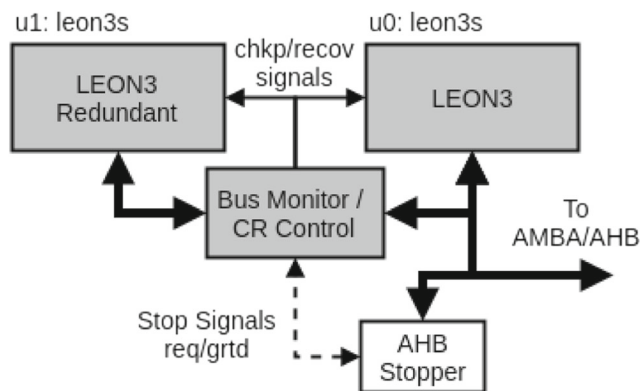 u1: leon3s
u0: leon3s
chkp/recov
signals
LEON3
Redundant
LEON3
Bus Monitor /
CR Control
To
AMBA/AHB
Stop Signals
req/grtd
AHB
Stopper